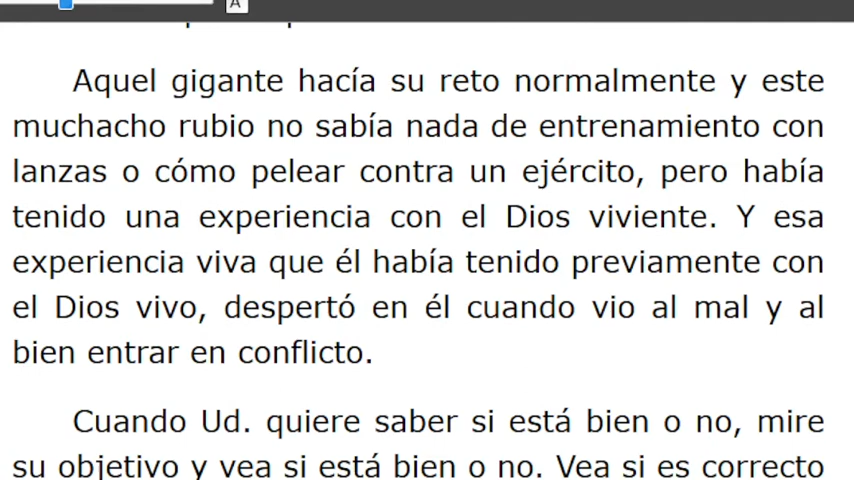 A
Aquel gigante hacía su reto normalmente y este
muchacho rubio no sabía nada de entrenamiento con
lanzas o cómo pelear contra un ejército, pero había
tenido una experiencia con el Dios viviente. Y esa
experiencia viva que él había tenido previamente con
el Dios vivo, despertó en él cuando vio al mal y al
bien entrar en conflicto.
Cuando Ud. quiere saber si está bien o no, mire
su objetivo y vea si está bien o no. Vea si es correcto